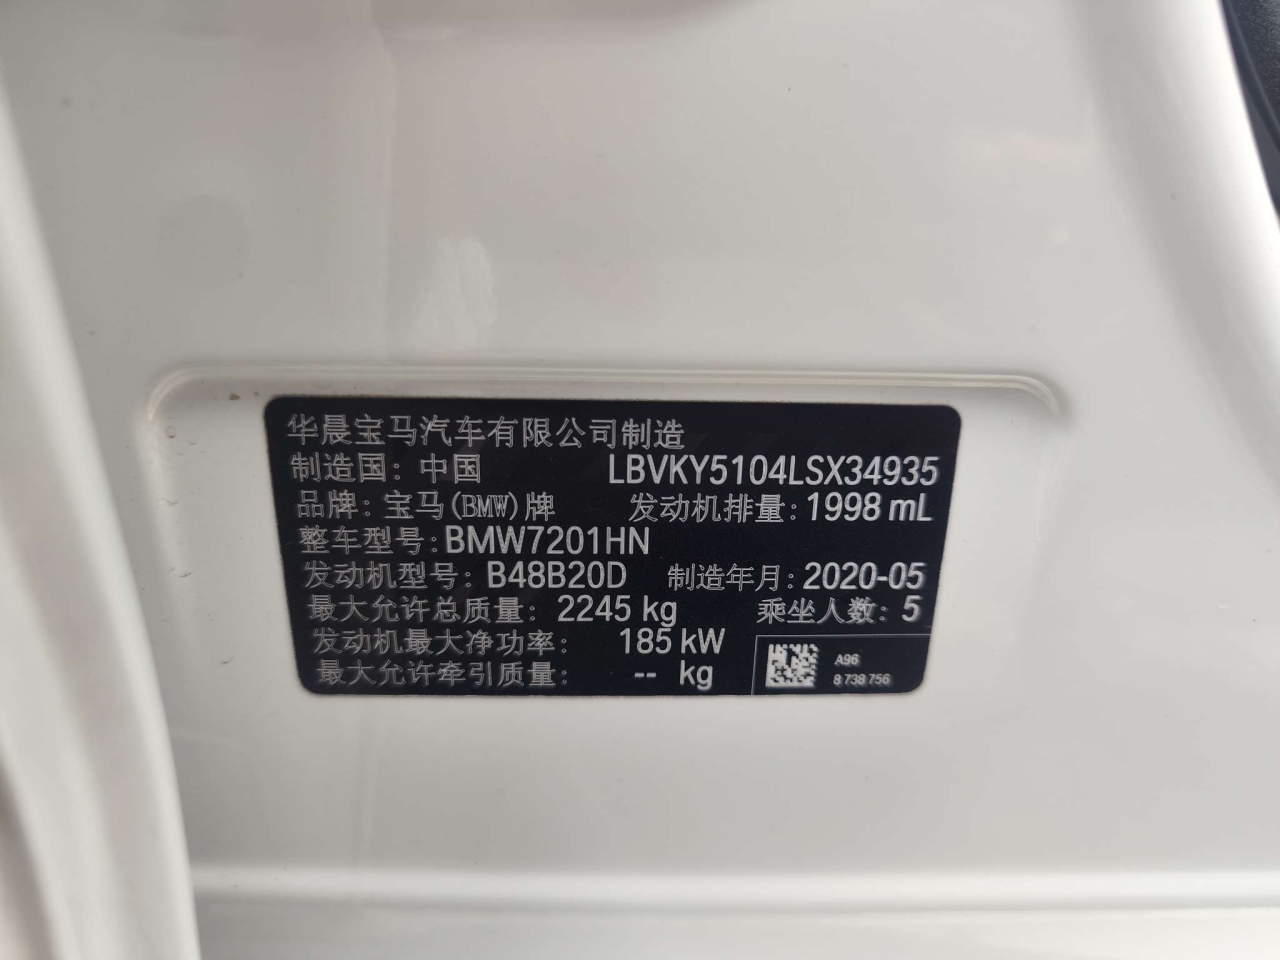 华晨宝马汽车有限公司制造
制造国: 中国 LBVKY5104LSX34935
品牌: 宝马(BMW)牌 发动机排量: 1998 mL
整车型号: BMW7201HN
发动机型号: B48B20D 制造年月: 2020-05
最大允许总质量: 2245 kg 乘坐人数: 5
发动机最大净功率: 185 kW
最大允许牵引质量: -- kg
A96
8 738 756